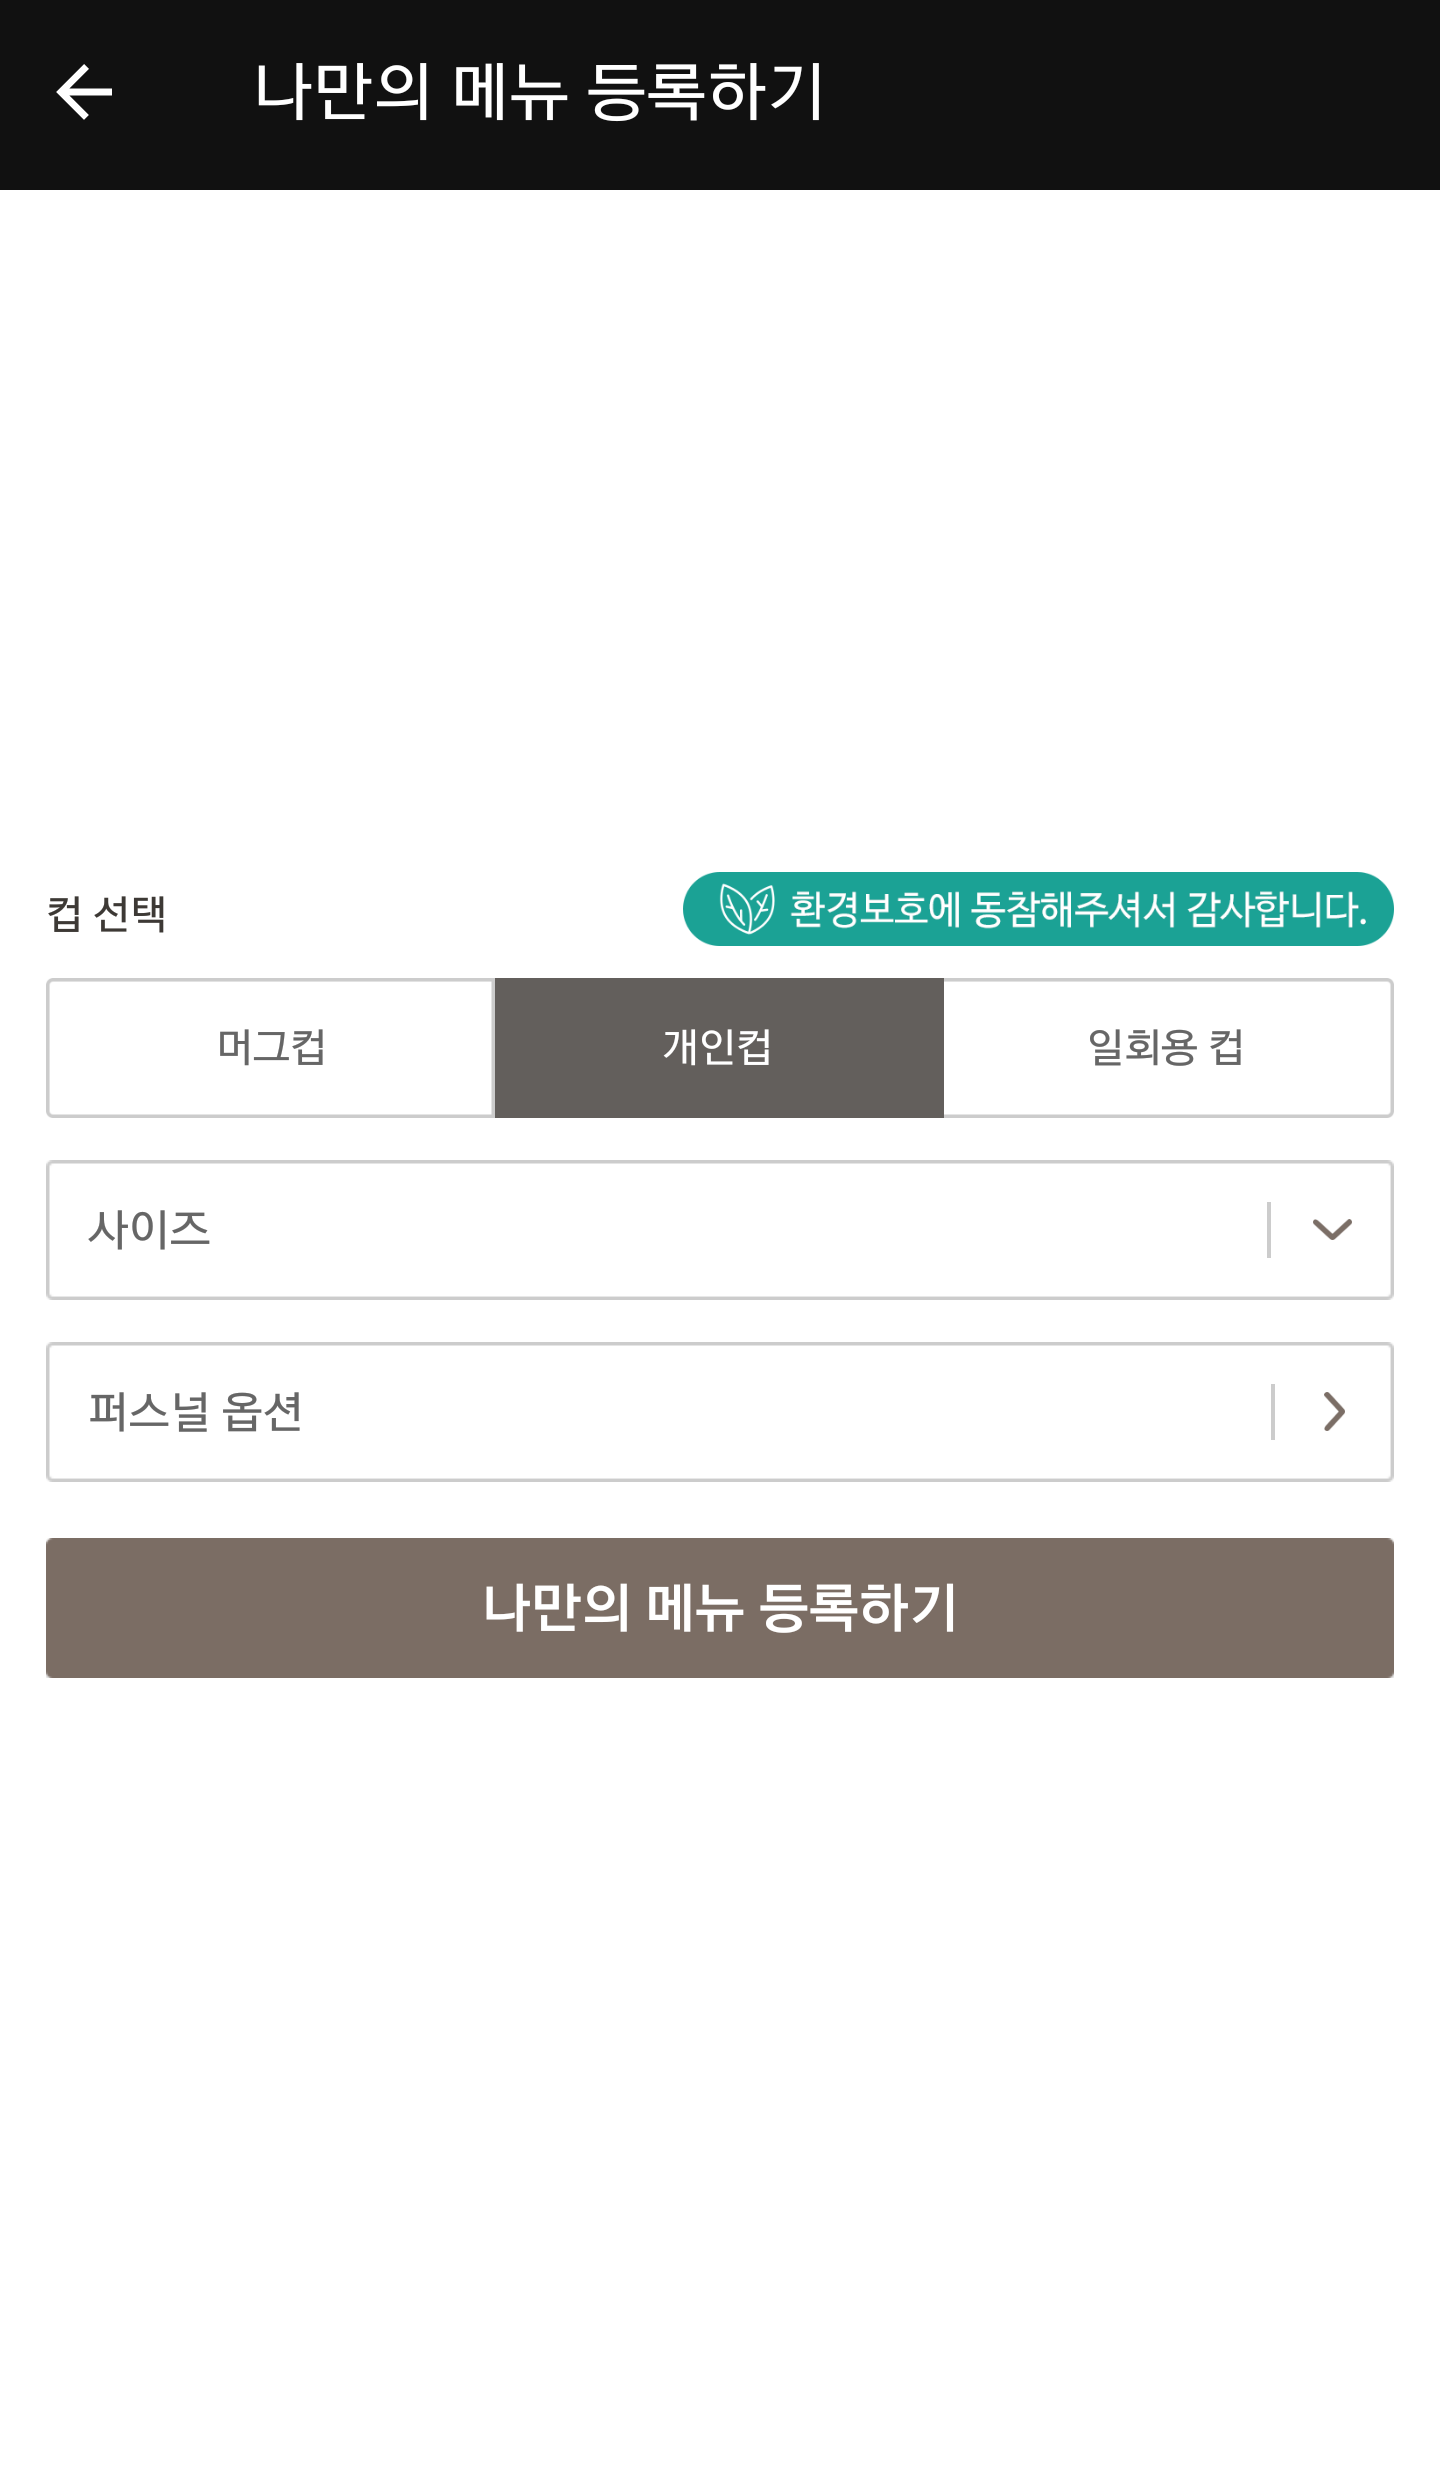 나만의 메뉴 등록하기
컵 선택
환경보호에 동참해주셔서 감사합니다.
머그컵
개인컵
일회용 컵
사이즈
퍼스널 옵션
나만의 메뉴 등록하기